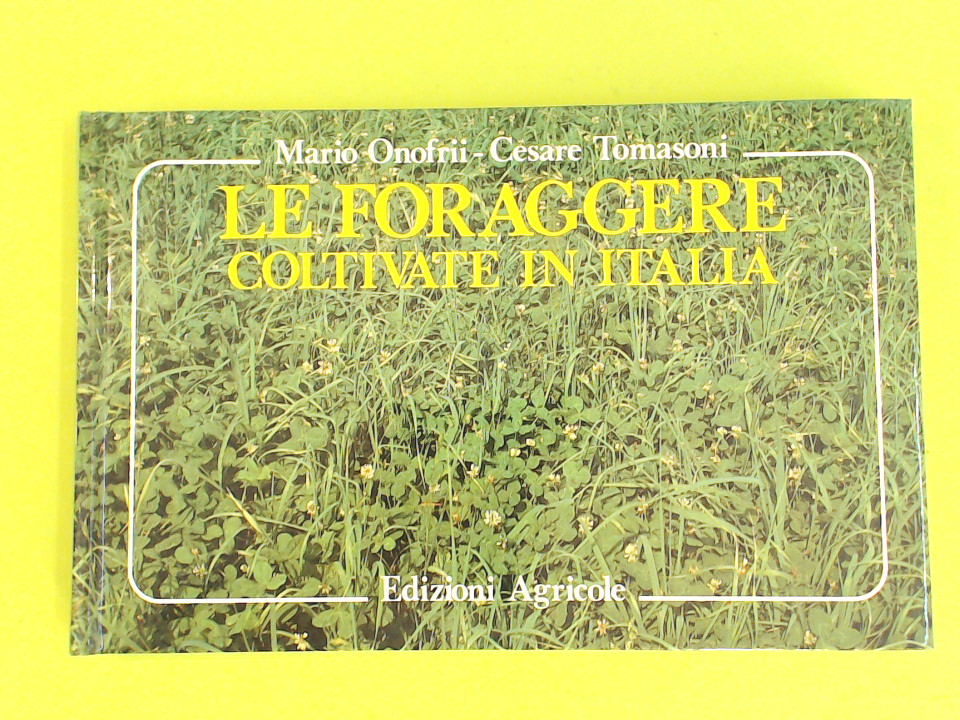 Mario Onofrii - Cesare Tomasoni
LE FORAGGERE
COLTIVATE IN ITALIA
Edizioni Agricole